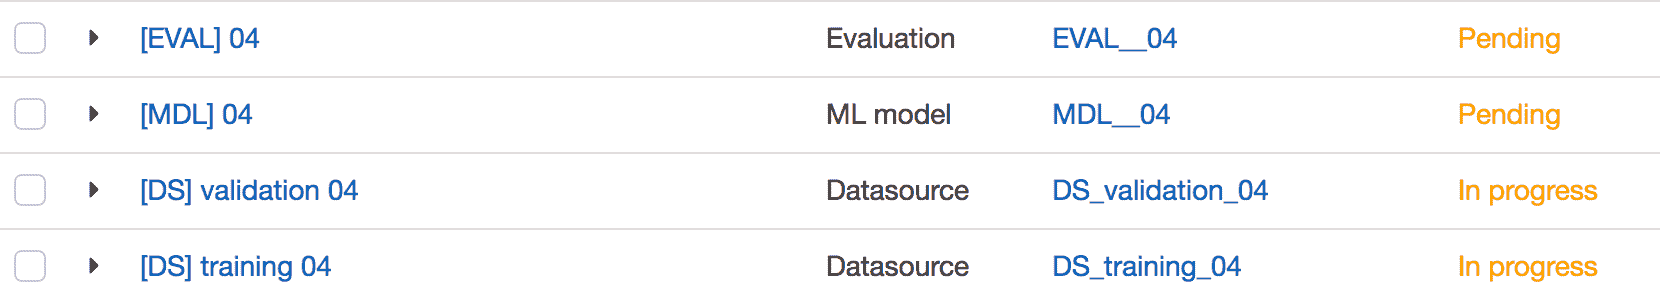 [EVAL] 04 Evaluation EVAL__04 Pending
[MDL] 04 ML model MDL__04 Pending
[DS] validation 04 Datasource DS_validation_04 In progress
[DS] training 04 Datasource DS_training_04 In progress